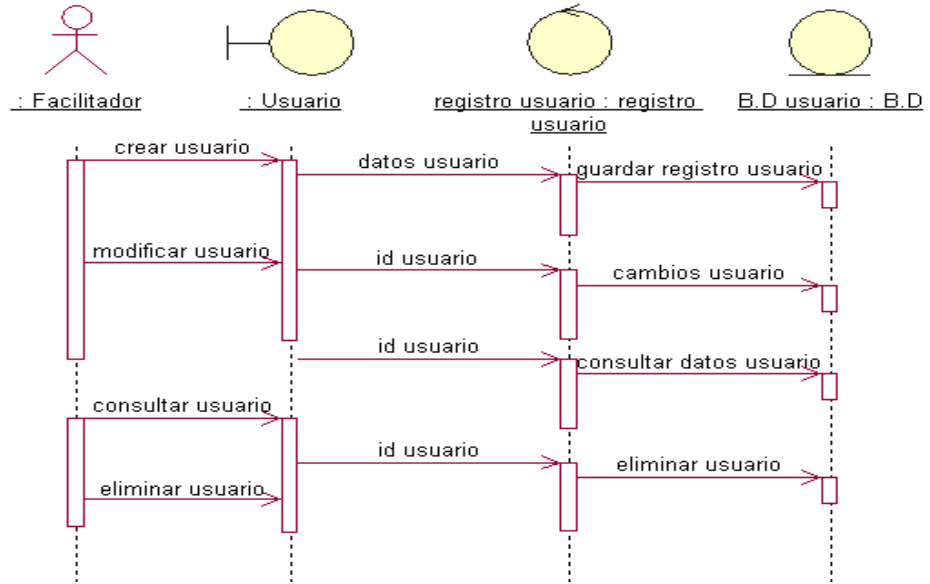 : Facilitador
: Usuario
registro usuario : registro
usuario
B.D usuario : B.D
crear usuario
datos usuario
guardar registro usuario
modificar usuario
id usuario
cambios usuario
id usuario
consultar datos usuario
consultar usuario
id usuario
eliminar usuario
eliminar usuario